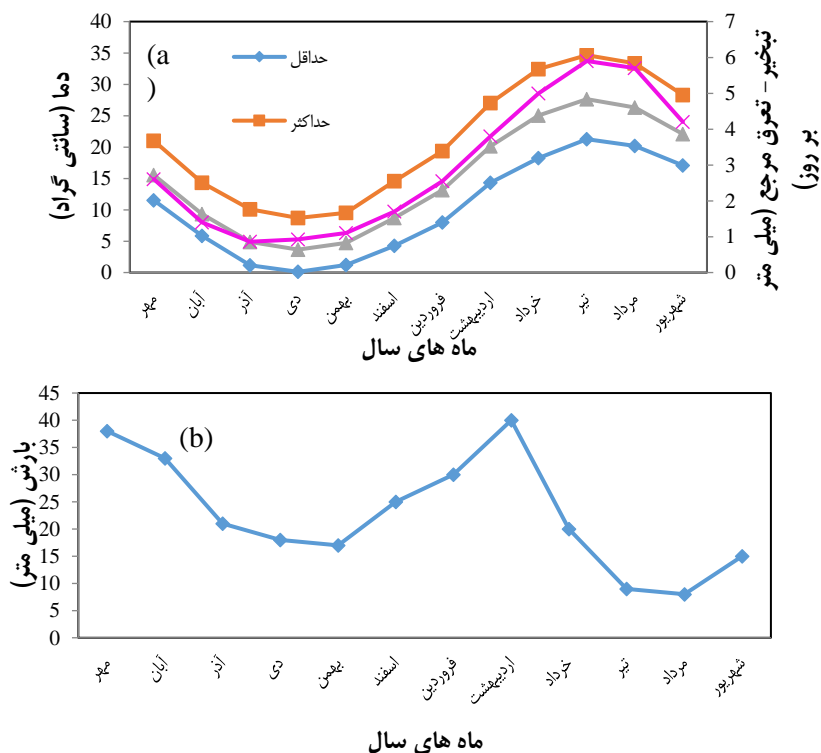 (a
)
حداقل
حداکثر
دما (سانتی گراد)
40
35
30
25
20
15
10
5
0
7
6
5
4
3
2
1
0
تبخیر - تعرق مرجع (میلی متر
بر روز)
مهر
آبان
آذر
دی
بهمن
اسفند
فروردین
اردیبهشت
خرداد
تیر
مرداد
شهریور
ماه های سال
(b)
بارش (میلی متر)
45
40
35
30
25
20
15
10
5
0
مهر
آبان
آذر
دی
بهمن
اسفند
فروردین
اردیبهشت
خرداد
تیر
مرداد
شهریور
ماه های سال